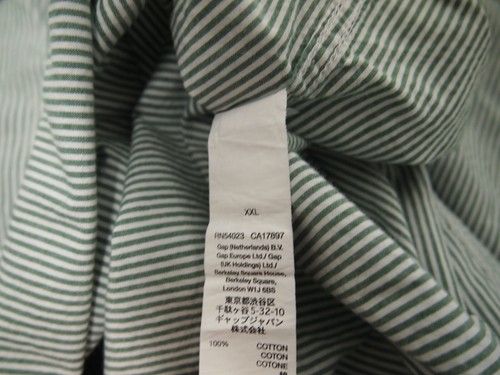 XXL
RN54023 CA17897
Gap (Netherlands) B.V.
Gap Europe Ltd./ Gap
(UK Holdings) Ltd./
Berkeley Square House,
Berkeley Square,
London W1J 6BS
東京都渋谷区
千駄ヶ谷5-32-10
ギャップジャパン
株式会社
100% COTTON
COTON
COTONE
綿